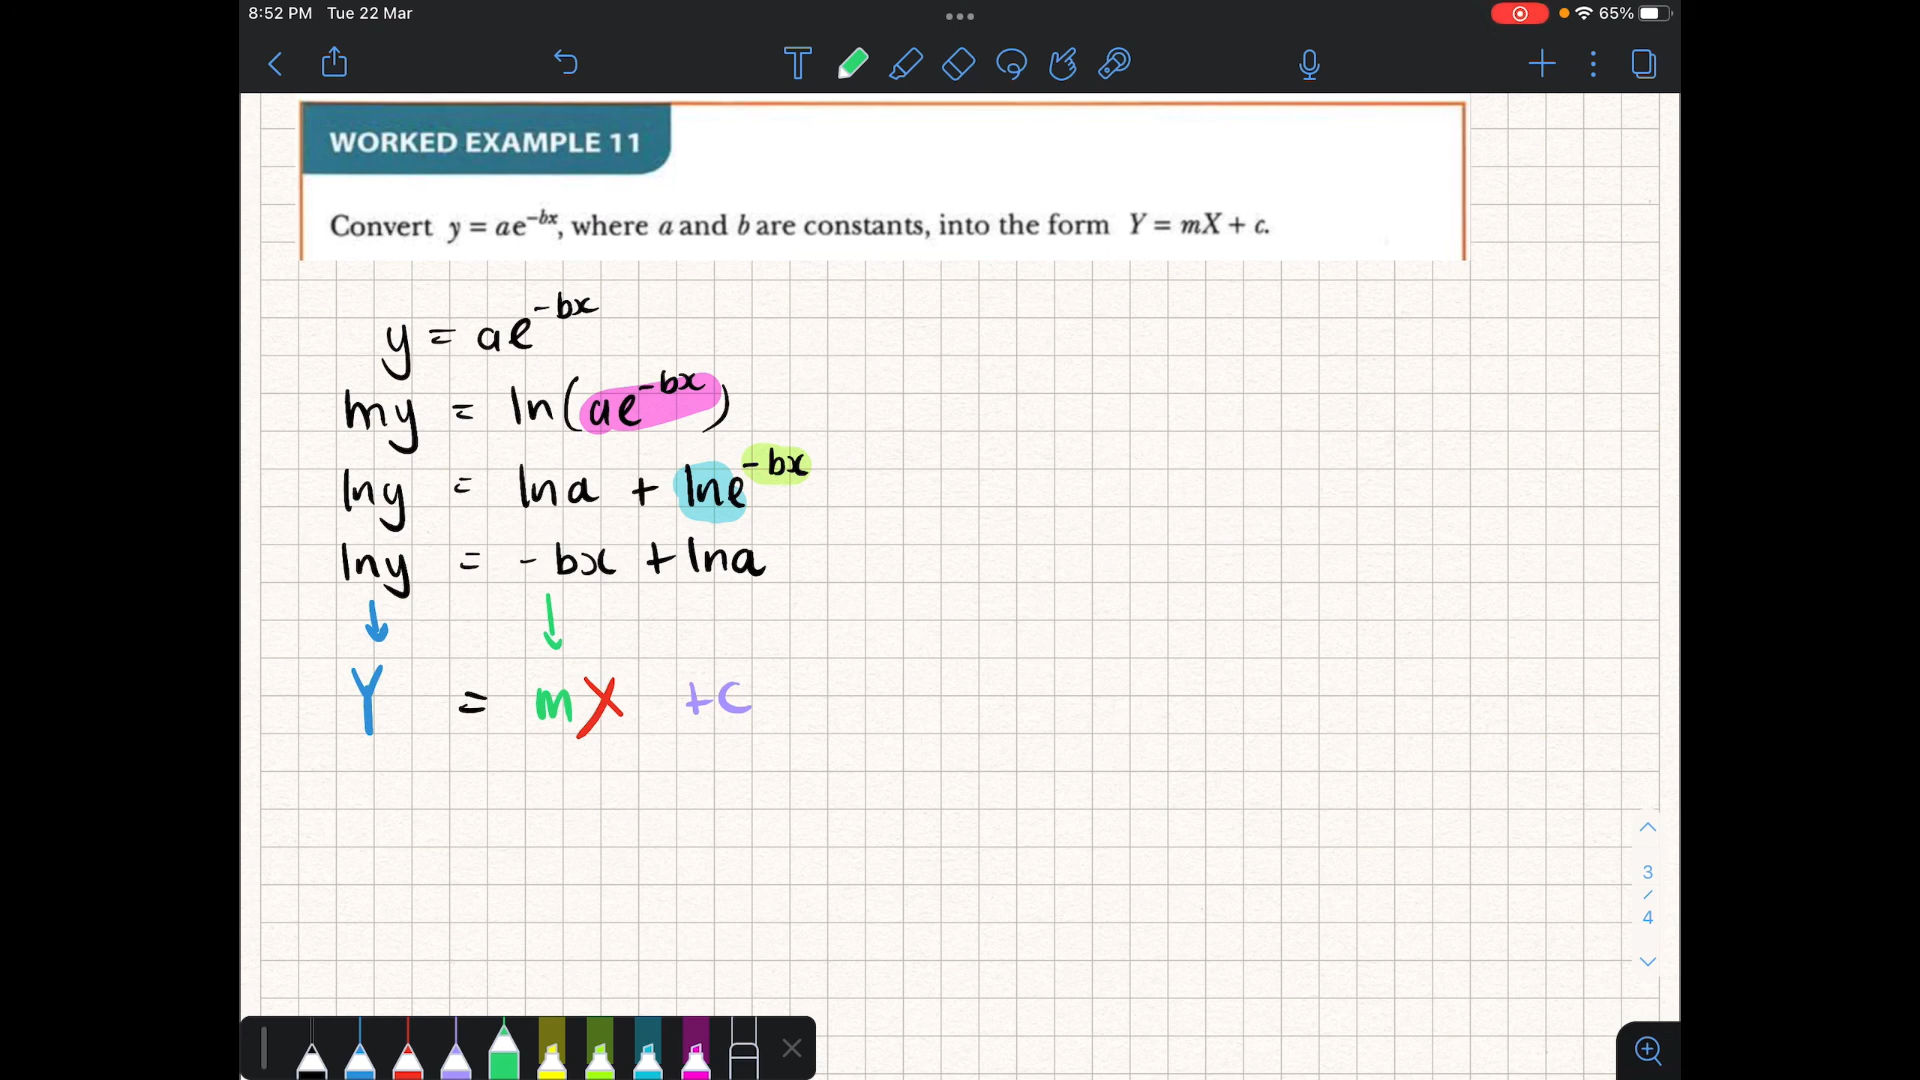 8:52 PM Tue 22 Mar
65%
WORKED EXAMPLE 11
Convert y = ae^-bx, where a and b are constants, into the form Y = mX + c.
y = ae^-bx
my = ln(ae^-bx)
lny = lna + lne^-bx
lny = -bx + lna
Y = mX + c
3
/
4